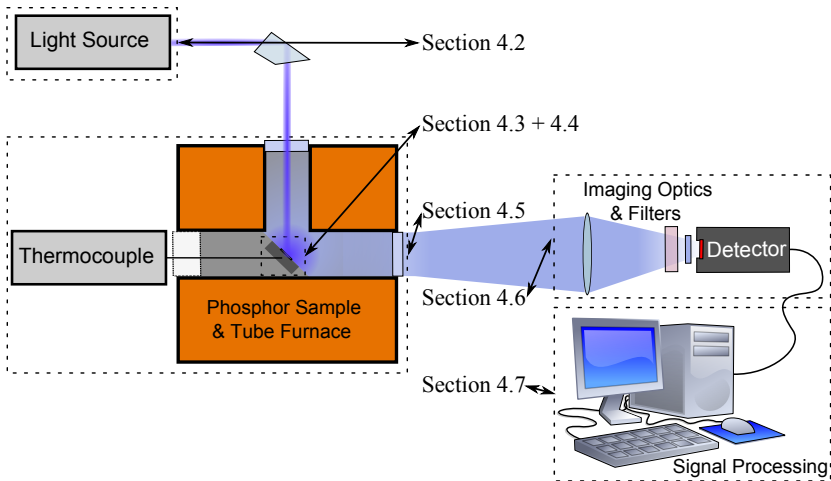 Light Source
Section 4.2
Section 4.3 + 4.4
Imaging Optics
& Filters
Section 4.5
Thermocouple
Detector
Section 4.6
Phosphor Sample
& Tube Furnace
Section 4.7
Signal Processing